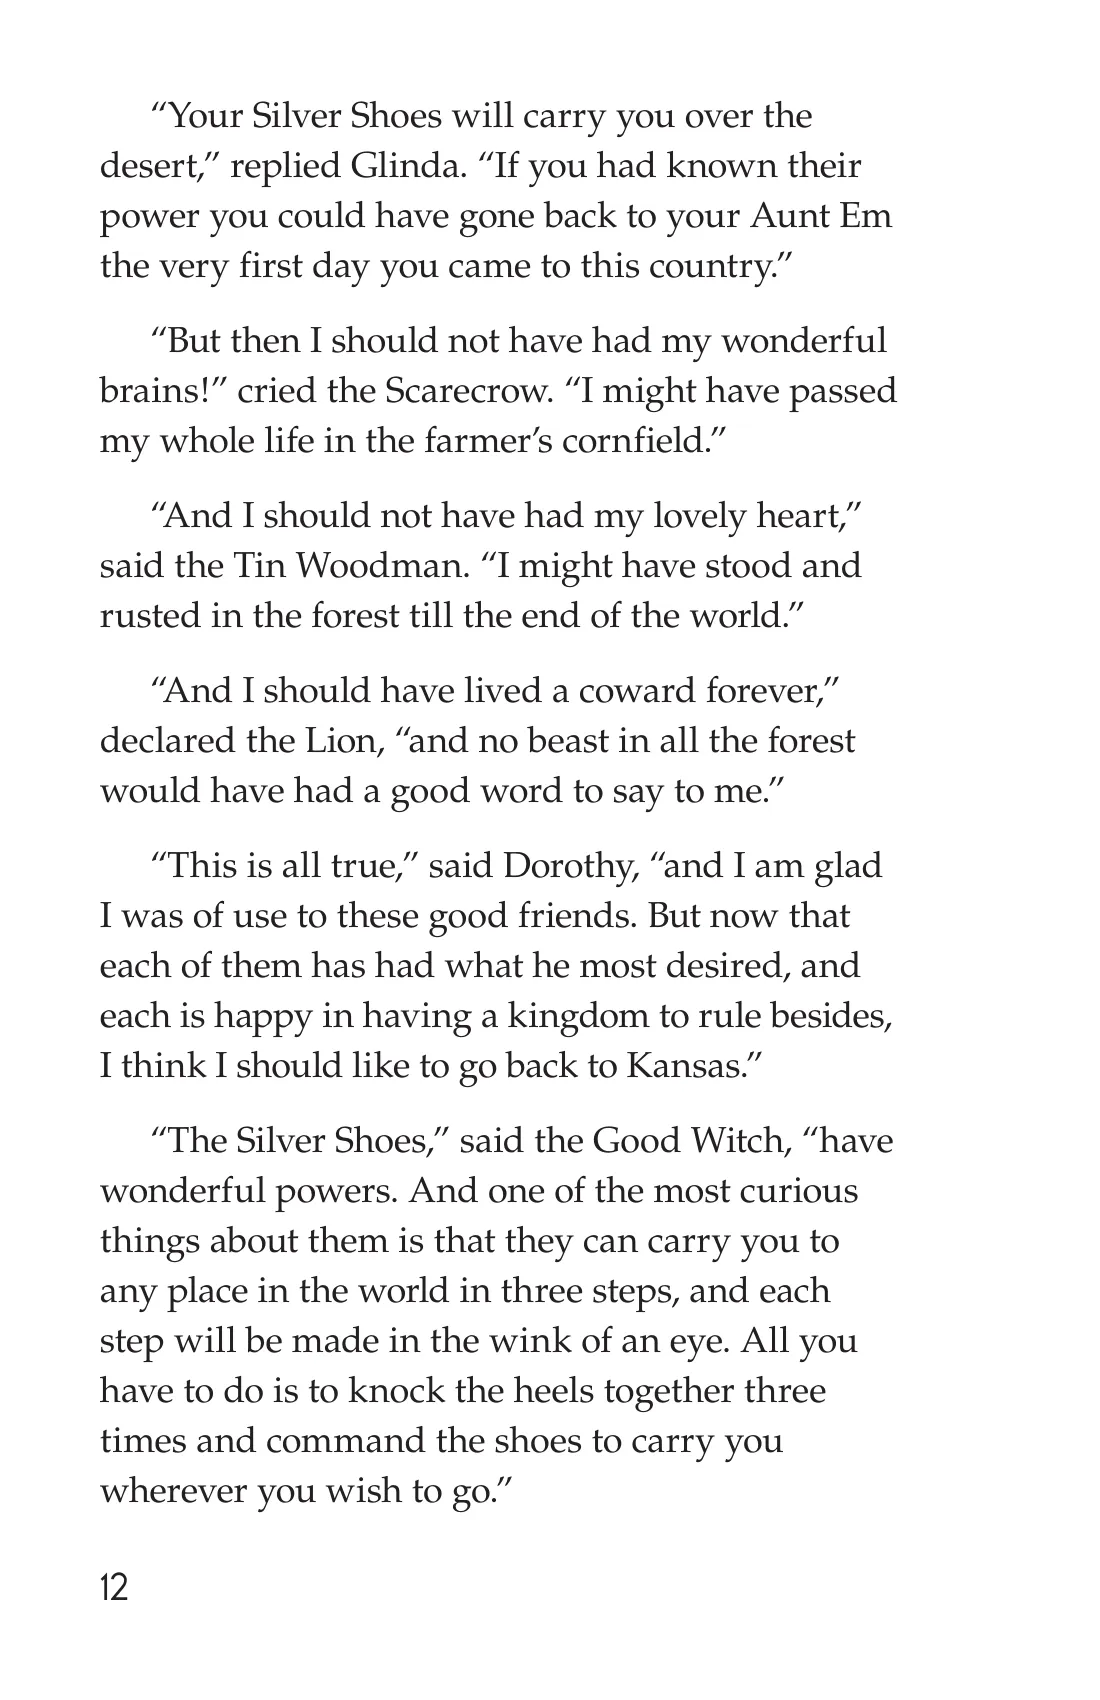 “Your Silver Shoes will carry you over the
desert,” replied Glinda. “If you had known their
power you could have gone back to your Aunt Em
the very first day you came to this country.”
“But then I should not have had my wonderful
brains!” cried the Scarecrow. “I might have passed
my whole life in the farmer’s cornfield.”
“And I should not have had my lovely heart,”
said the Tin Woodman. “I might have stood and
rusted in the forest till the end of the world.”
“And I should have lived a coward forever,”
declared the Lion, “and no beast in all the forest
would have had a good word to say to me.”
“This is all true,” said Dorothy, “and I am glad
I was of use to these good friends. But now that
each of them has had what he most desired, and
each is happy in having a kingdom to rule besides,
I think I should like to go back to Kansas.”
“The Silver Shoes,” said the Good Witch, “have
wonderful powers. And one of the most curious
things about them is that they can carry you to
any place in the world in three steps, and each
step will be made in the wink of an eye. All you
have to do is to knock the heels together three
times and command the shoes to carry you
wherever you wish to go.”
12